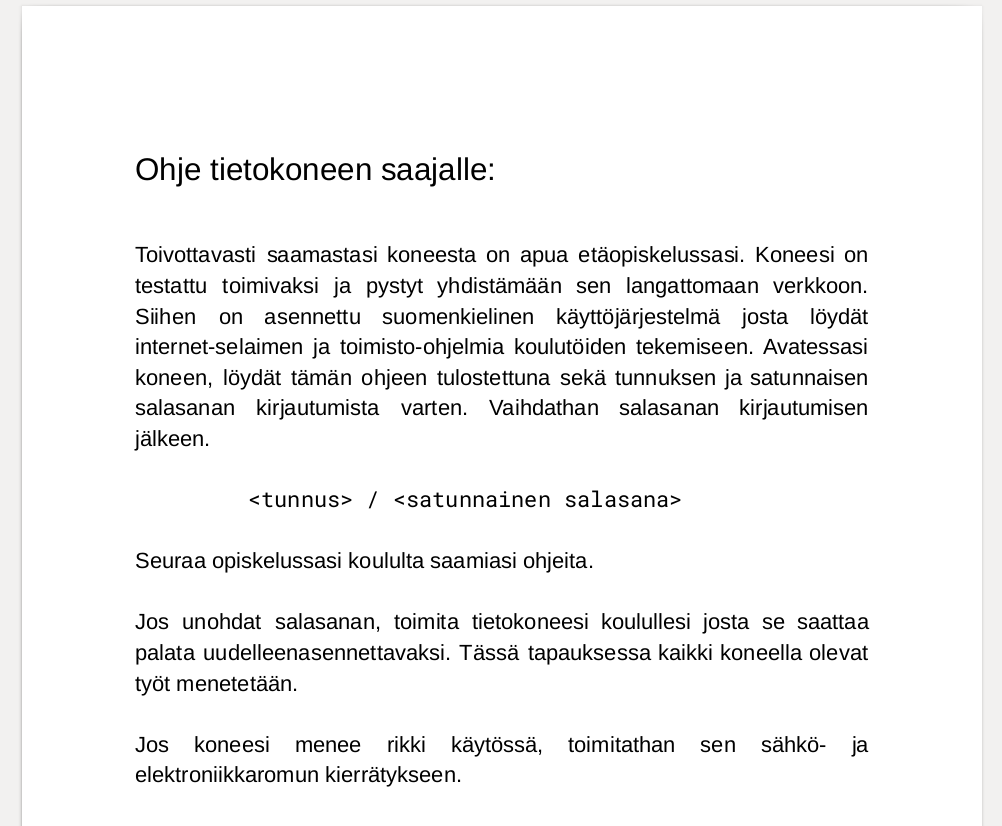 Ohje tietokoneen saajalle:
Toivottavasti saamastasi koneesta on apua etäopiskelussasi. Koneesi on
testattu toimivaksi ja pystyt yhdistämään sen langattomaan verkkoon.
Siihen on asennettu suomenkielinen käyttöjärjestelmä josta löydät
internet-selaimen ja toimisto-ohjelmia koulutöiden tekemiseen. Avatessasi
koneen, löydät tämän ohjeen tulostettuna sekä tunnuksen ja satunnaisen
salasanan kirjautumista varten. Vaihdathan salasanan kirjautumisen
jälkeen.
<tunnus> / <satunnainen salasana>
Seuraa opiskelussasi koululta saamiasi ohjeita.
Jos unohdat salasanan, toimita tietokoneesi koulullesi josta se saattaa
palata uudelleenasennettavaksi. Tässä tapauksessa kaikki koneella olevat
työt menetetään.
Jos koneesi menee rikki käytössä, toimitathan sen sähkö- ja
elektroniikkaromun kierrätykseen.